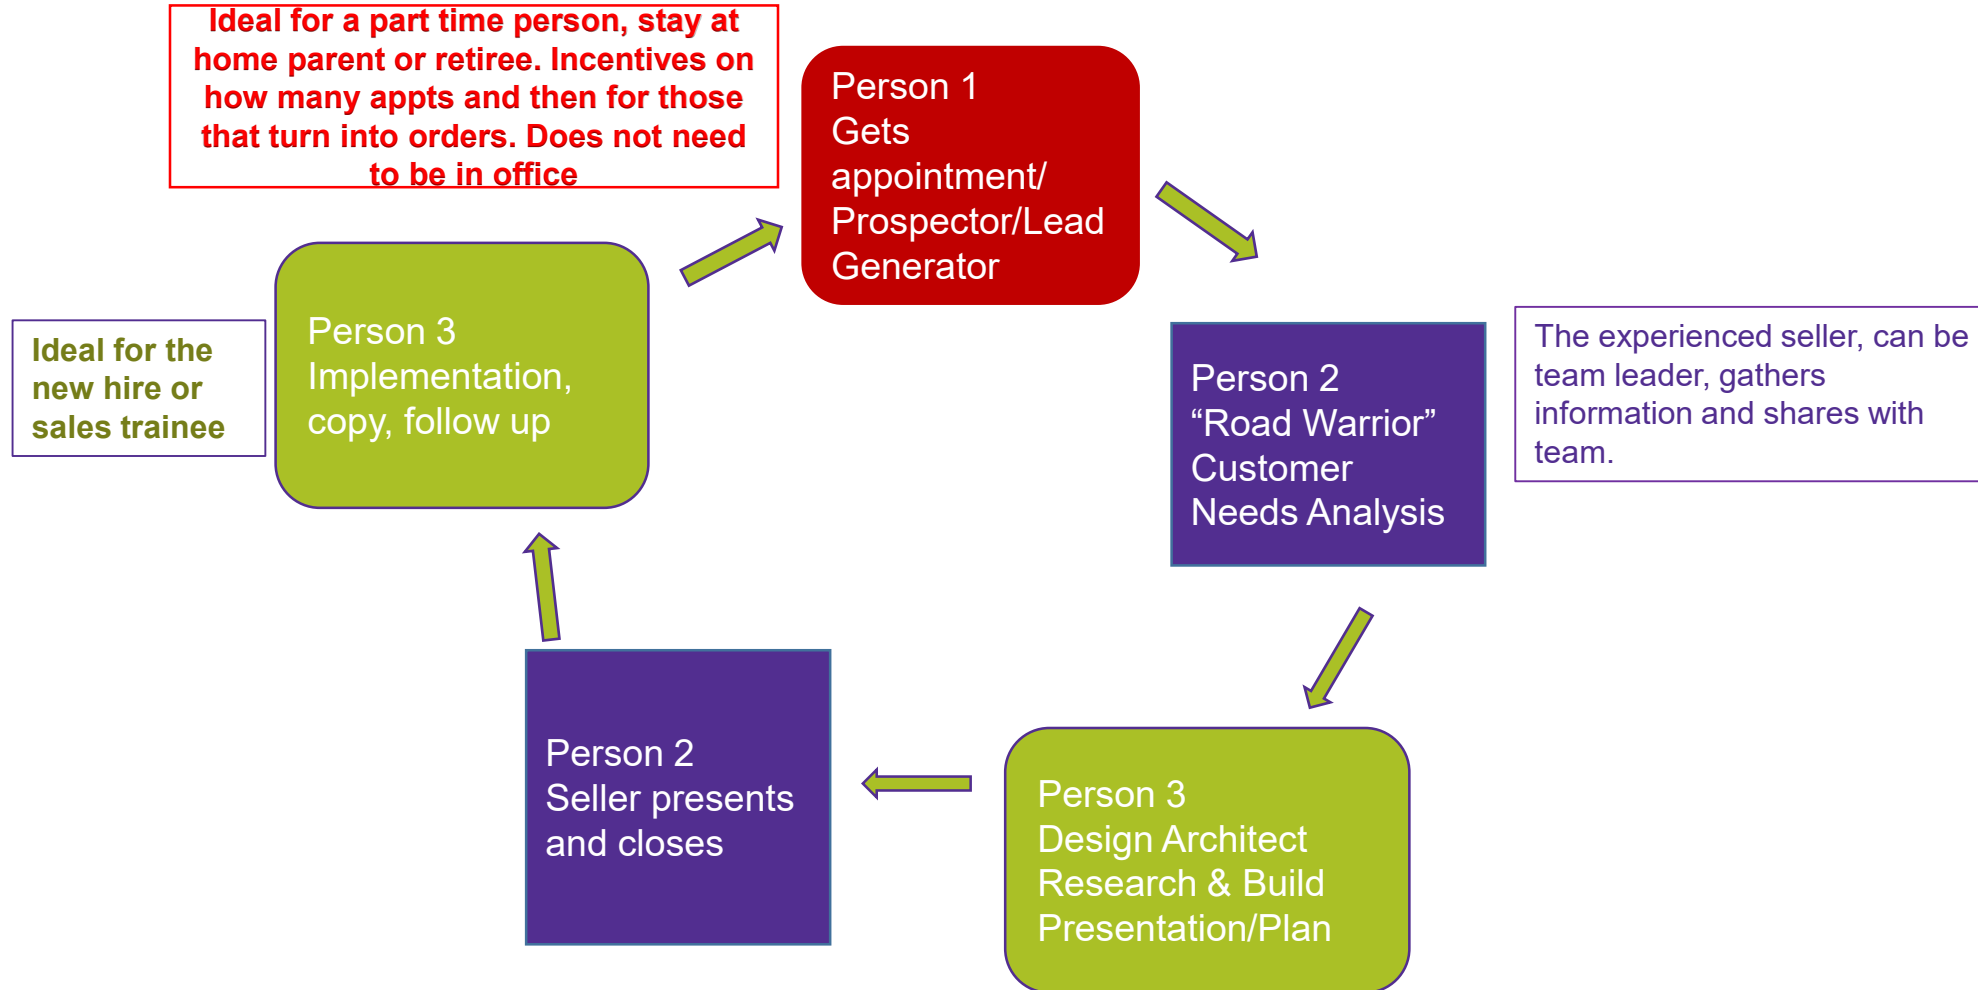 Ideal for a part time person, stay at
home parent or retiree. Incentives on
how many appts and then for those
that turn into orders. Does not need
to be in office
Person 1
Gets
appointment/
Prospector/Lead
Generator
Person 2
“Road Warrior”
Customer
Needs Analysis
The experienced seller, can be
team leader, gathers
information and shares with
team.
Person 3
Design Architect
Research & Build
Presentation/Plan
Person 2
Seller presents
and closes
Person 3
Implementation,
copy, follow up
Ideal for the
new hire or
sales trainee